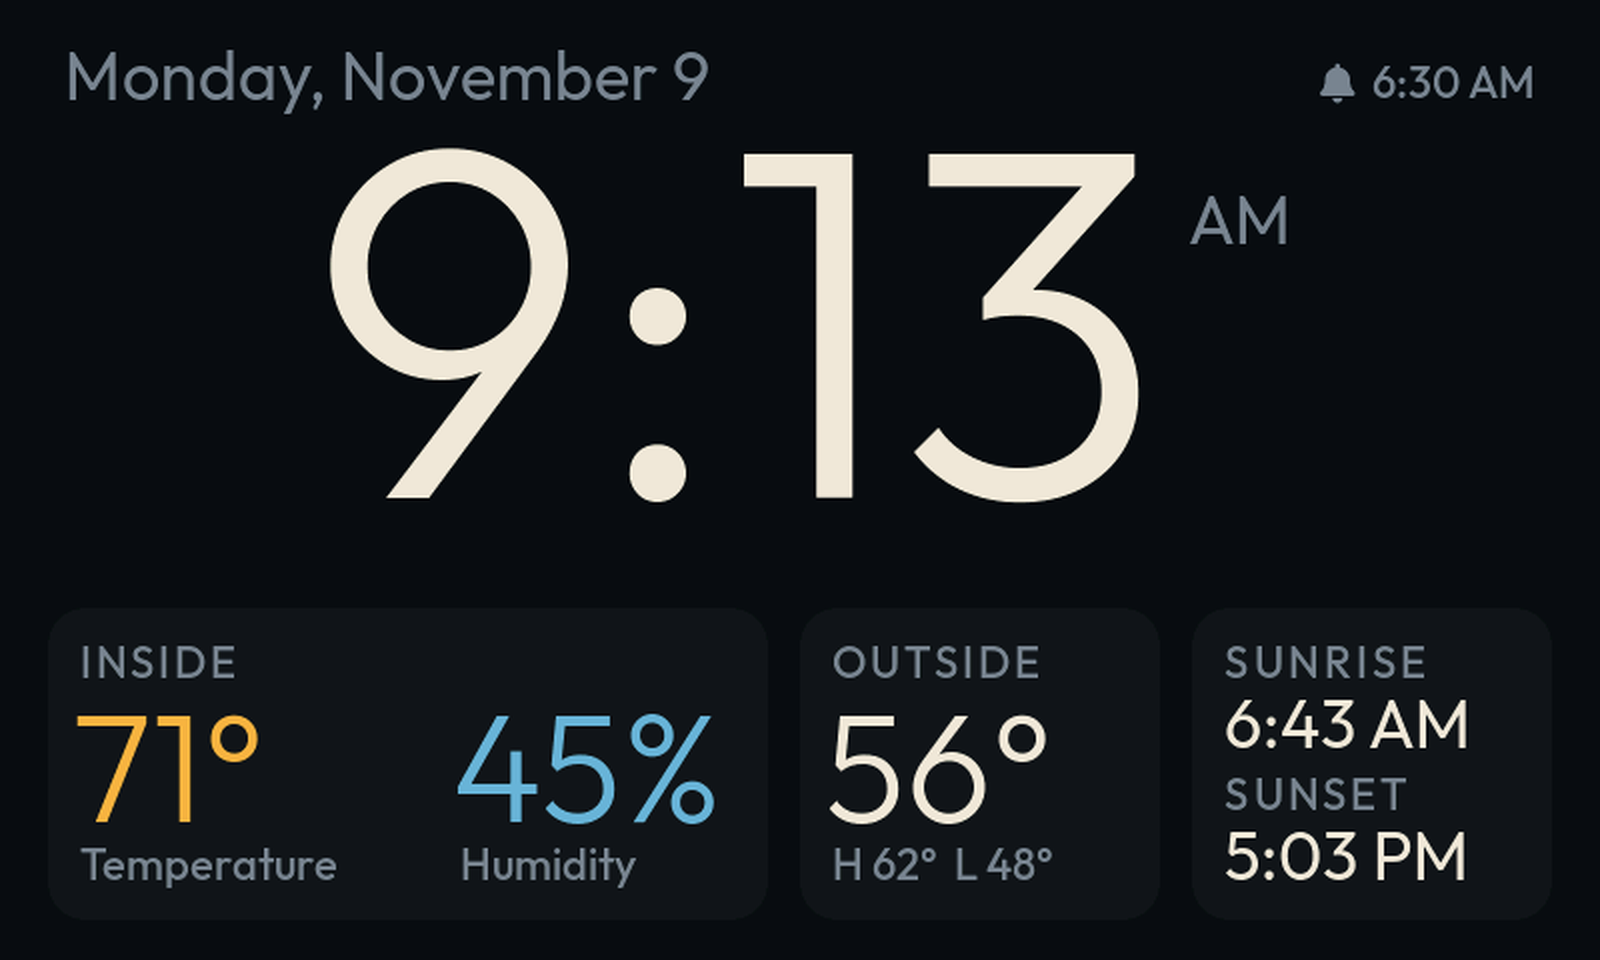 Monday, November 9
6:30 AM
9:13 AM
INSIDE
71°
Temperature
45%
Humidity
OUTSIDE
56°
H 62° L 48°
SUNRISE
6:43 AM
SUNSET
5:03 PM